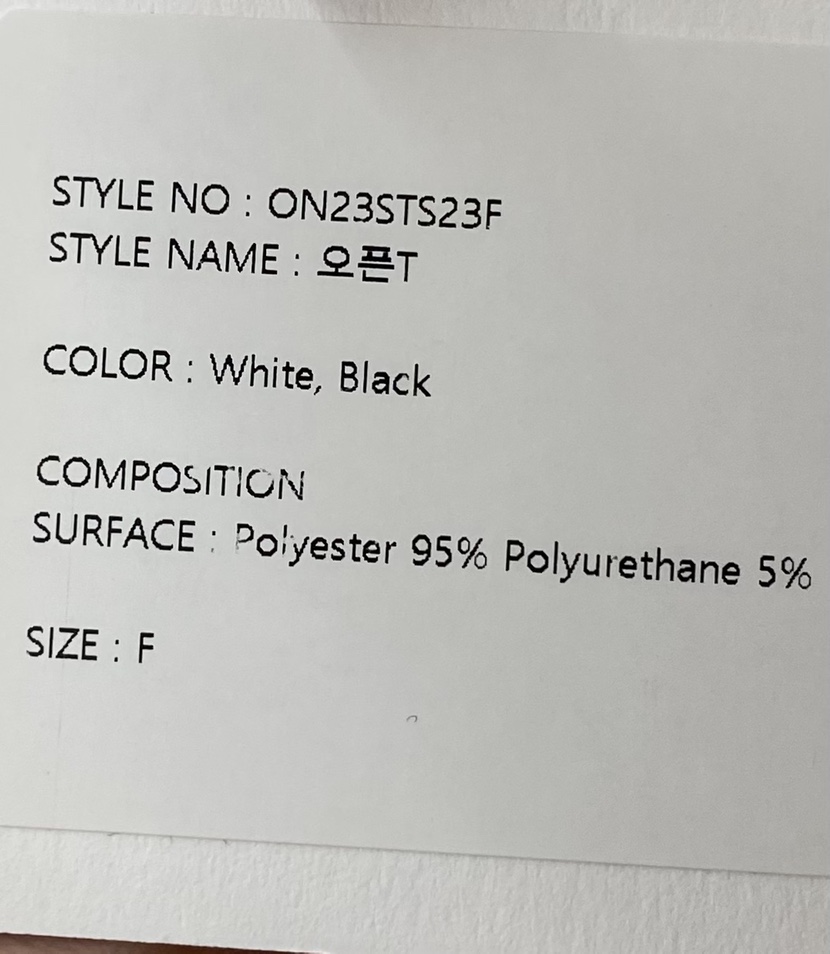 STYLE NO : ON23STS23F
STYLE NAME : 오픈T
COLOR : White, Black
COMPOSITION
SURFACE : Polyester 95% Polyurethane 5%
SIZE : F